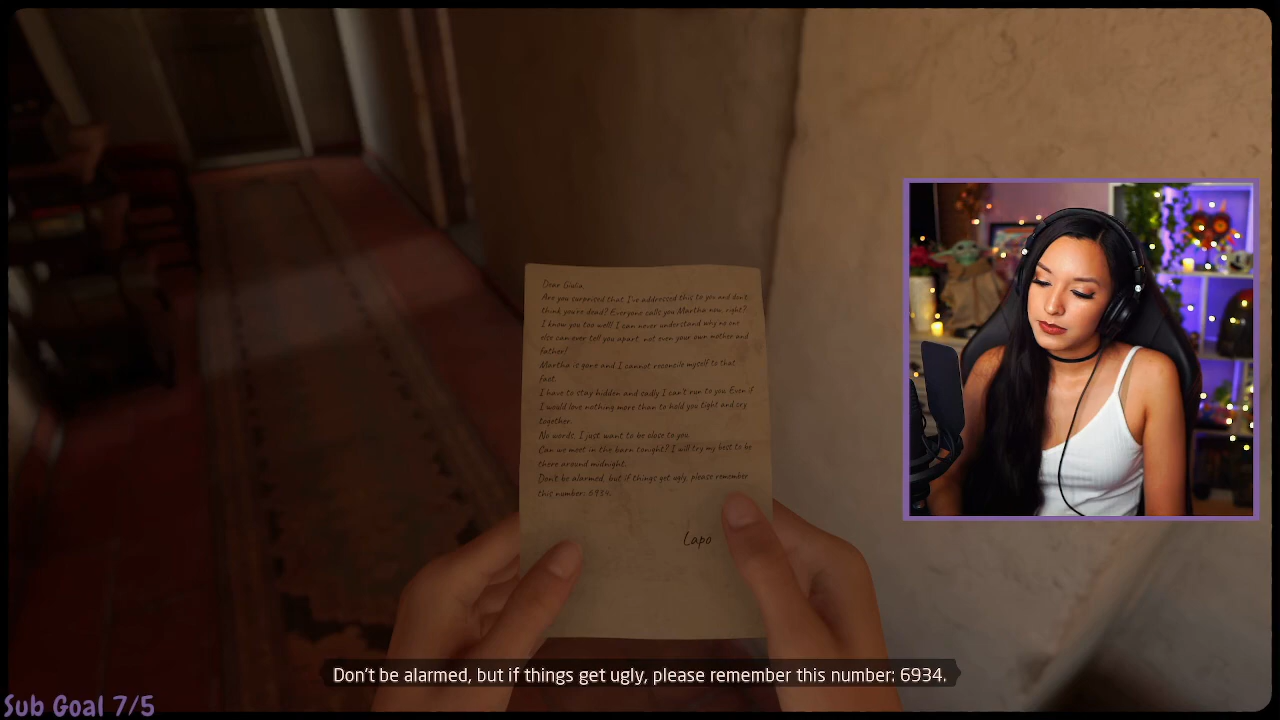 Dear Giulia,
Are you surprised that I've addressed this to you and don't
think you're dead? Everyone calls you Martha now, right?
I know you too well! I can never understand why no one
else can ever tell you apart, not even your own mother and
father!
Martha is gone and I cannot reconcile myself to that
fact.
I have to stay hidden and sadly I can't run to you. Even if
I would love nothing more than to hold you tight and cry
together.
No words, I just want to be close to you.
Can we meet in the barn tonight? I will try my best to be
there around midnight.
Don't be alarmed, but if things get ugly, please remember
this number: 6934.
Lapo
Don't be alarmed, but if things get ugly, please remember this number: 6934.
Sub Goal 7/5